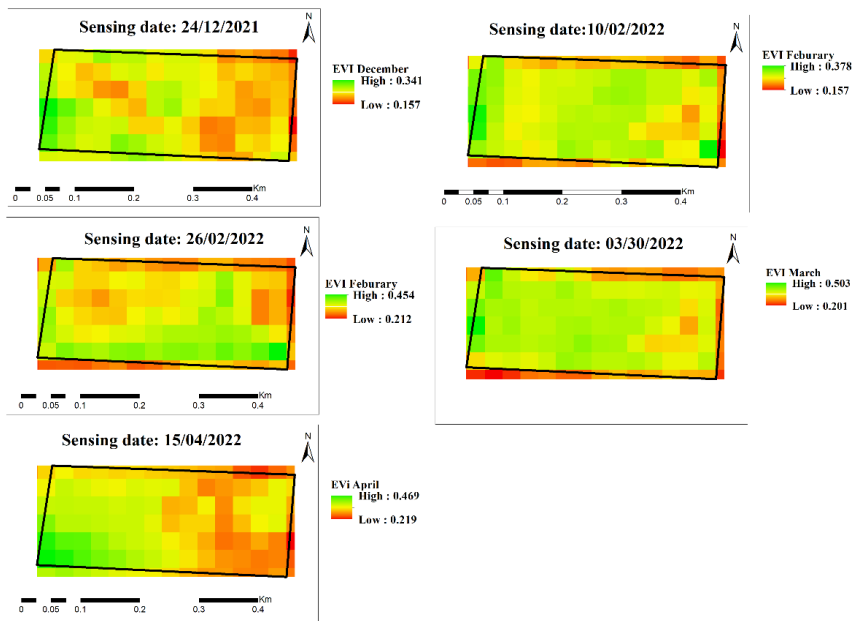 Sensing date: 24/12/2021
N
EVI December
High : 0.341
Low : 0.157
0 0.05 0.1 0.2 0.3 0.4 Km
Sensing date:10/02/2022
N
EVI Feburary
High : 0.378
Low : 0.157
0 0.05 0.1 0.2 0.3 0.4 Km
Sensing date: 26/02/2022
N
EVI Feburary
High : 0.454
Low : 0.212
0 0.05 0.1 0.2 0.3 0.4 Km
Sensing date: 03/30/2022
N
EVI March
High : 0.503
Low : 0.201
Sensing date: 15/04/2022
N
EVi April
High : 0.469
Low : 0.219
0 0.05 0.1 0.2 0.3 0.4 Km